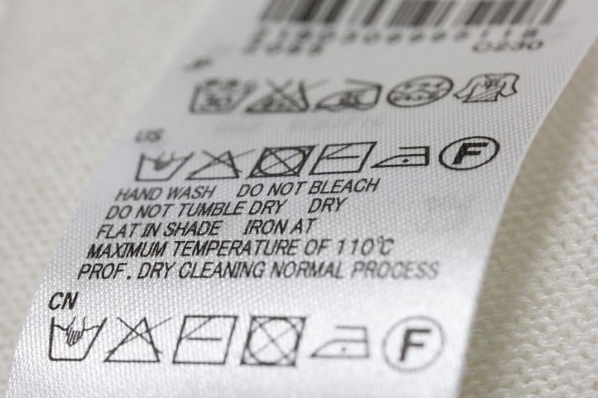 0230
US
F
HAND WASH DO NOT BLEACH
DO NOT TUMBLE DRY DRY
FLAT IN SHADE IRON AT
MAXIMUM TEMPERATURE OF 110℃
PROF. DRY CLEANING NORMAL PROCESS
CN
F